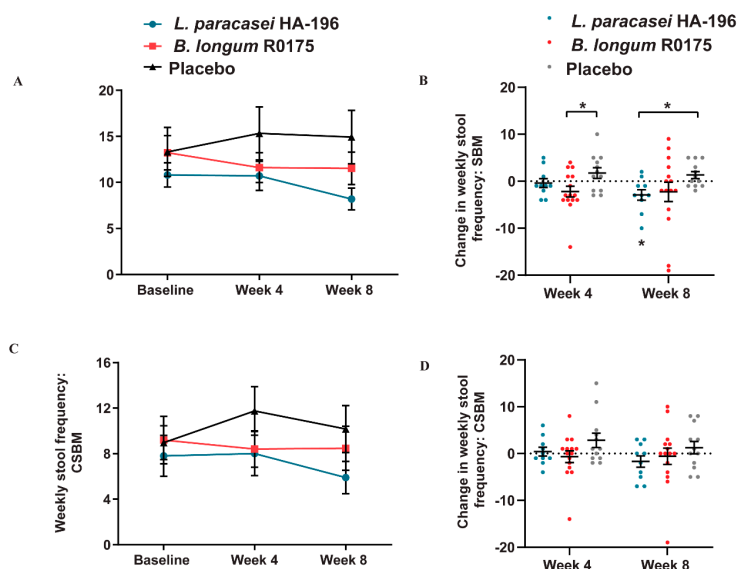 L. paracasei HA-196
B. longum R0175
Placebo
A
20
15
10
5
0
Baseline
Week 4
Week 8
L. paracasei HA-196
B. longum R0175
Placebo
B
Change in weekly stool
frequency: SBM
20
10
0
-10
-20
*
*
*
Week 4
Week 8
C
Weekly stool frequency:
CSBM
16
12
8
4
0
Baseline
Week 4
Week 8
D
Change in weekly stool
frequency: CSBM
20
10
0
-10
-20
Week 4
Week 8